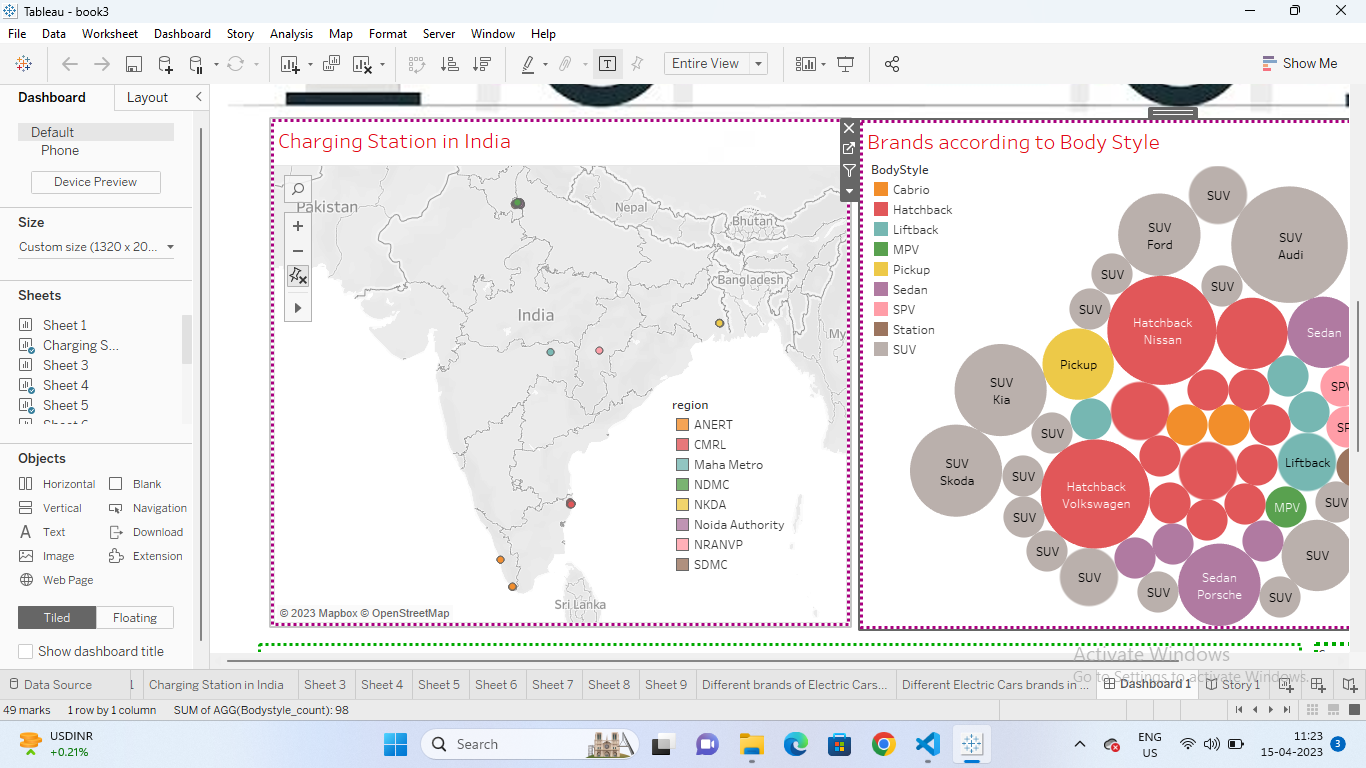 Tableau - book3
File Data Worksheet Dashboard Story Analysis Map Format Server Window Help
Entire View
Show Me
Dashboard Layout
Default
Phone
Device Preview
Size
Custom size (1320 x 20...
Sheets
Sheet 1
Charging S...
Sheet 3
Sheet 4
Sheet 5
Objects
Horizontal Blank
Vertical Navigation
Text Download
Image Extension
Web Page
Tiled Floating
Show dashboard title
Charging Station in India
Pakistan
Nepal
Bhutan
Bangladesh
India
My
Sri Lanka
region
ANERT
CMRL
Maha Metro
NDMC
NKDA
Noida Authority
NRANVP
SDMC
© 2023 Mapbox © OpenStreetMap
Brands according to Body Style
BodyStyle
Cabrio
Hatchback
Liftback
MPV
Pickup
Sedan
SPV
Station
SUV
SUV
SUV
Ford
SUV
Audi
SUV
SUV
SUV
Hatchback
Nissan
Sedan
Pickup
SPV
SUV
Kia
SUV
Liftback
SUV
Skoda
SUV
Hatchback
Volkswagen
MPV
SUV
SUV
SUV
SUV
SUV
SUV
Sedan
Porsche
SUV
Activate Windows
Go to Settings to activate Windows.
Data Source Charging Station in India Sheet 3 Sheet 4 Sheet 5 Sheet 6 Sheet 7 Sheet 8 Sheet 9 Different brands of Electric Cars... Different Electric Cars brands in ... Dashboard 1 Story 1
49 marks 1 row by 1 column SUM of AGG(Bodystyle_count): 98
USDINR
+0.21%
Search
ENG
US
11:23
15-04-2023
3